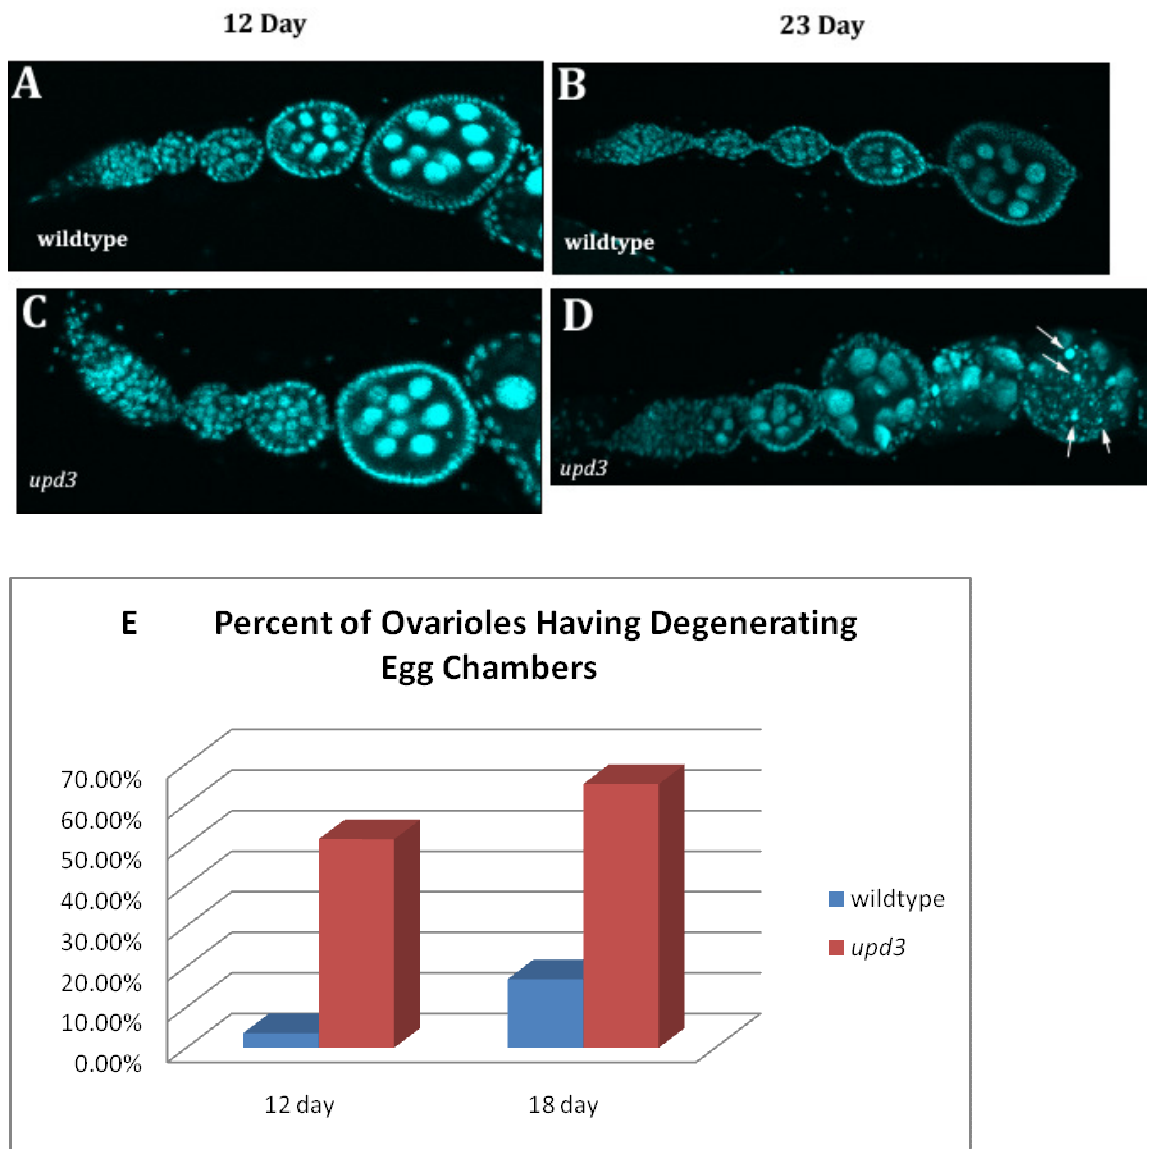 12 Day
23 Day
A
wildtype
B
wildtype
C
upd3
D
upd3
E Percent of Ovarioles Having Degenerating
Egg Chambers
70.00%
60.00%
50.00%
40.00%
30.00%
20.00%
10.00%
0.00%
12 day
18 day
wildtype
upd3